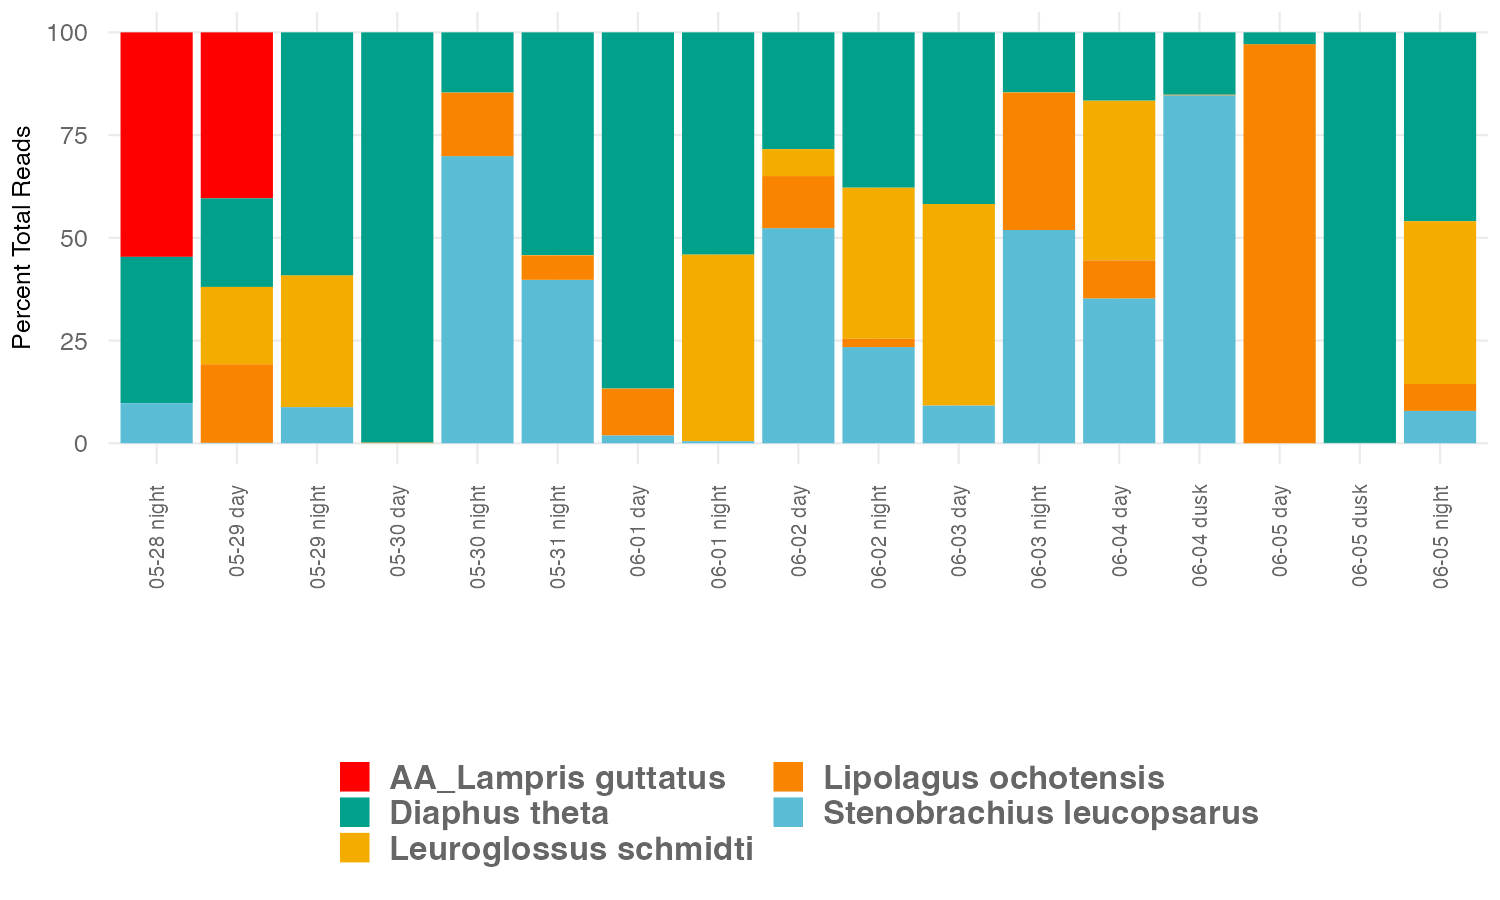 Percent Total Reads
100
75
50
25
0
05-28 night
05-29 day
05-29 night
05-30 day
05-30 night
05-31 night
06-01 day
06-01 night
06-02 day
06-02 night
06-03 day
06-03 night
06-04 day
06-04 dusk
06-05 day
06-05 dusk
06-05 night
AA_Lampris guttatus
Diaphus theta
Leuroglossus schmidti
Lipolagus ochotensis
Stenobrachius leucopsarus